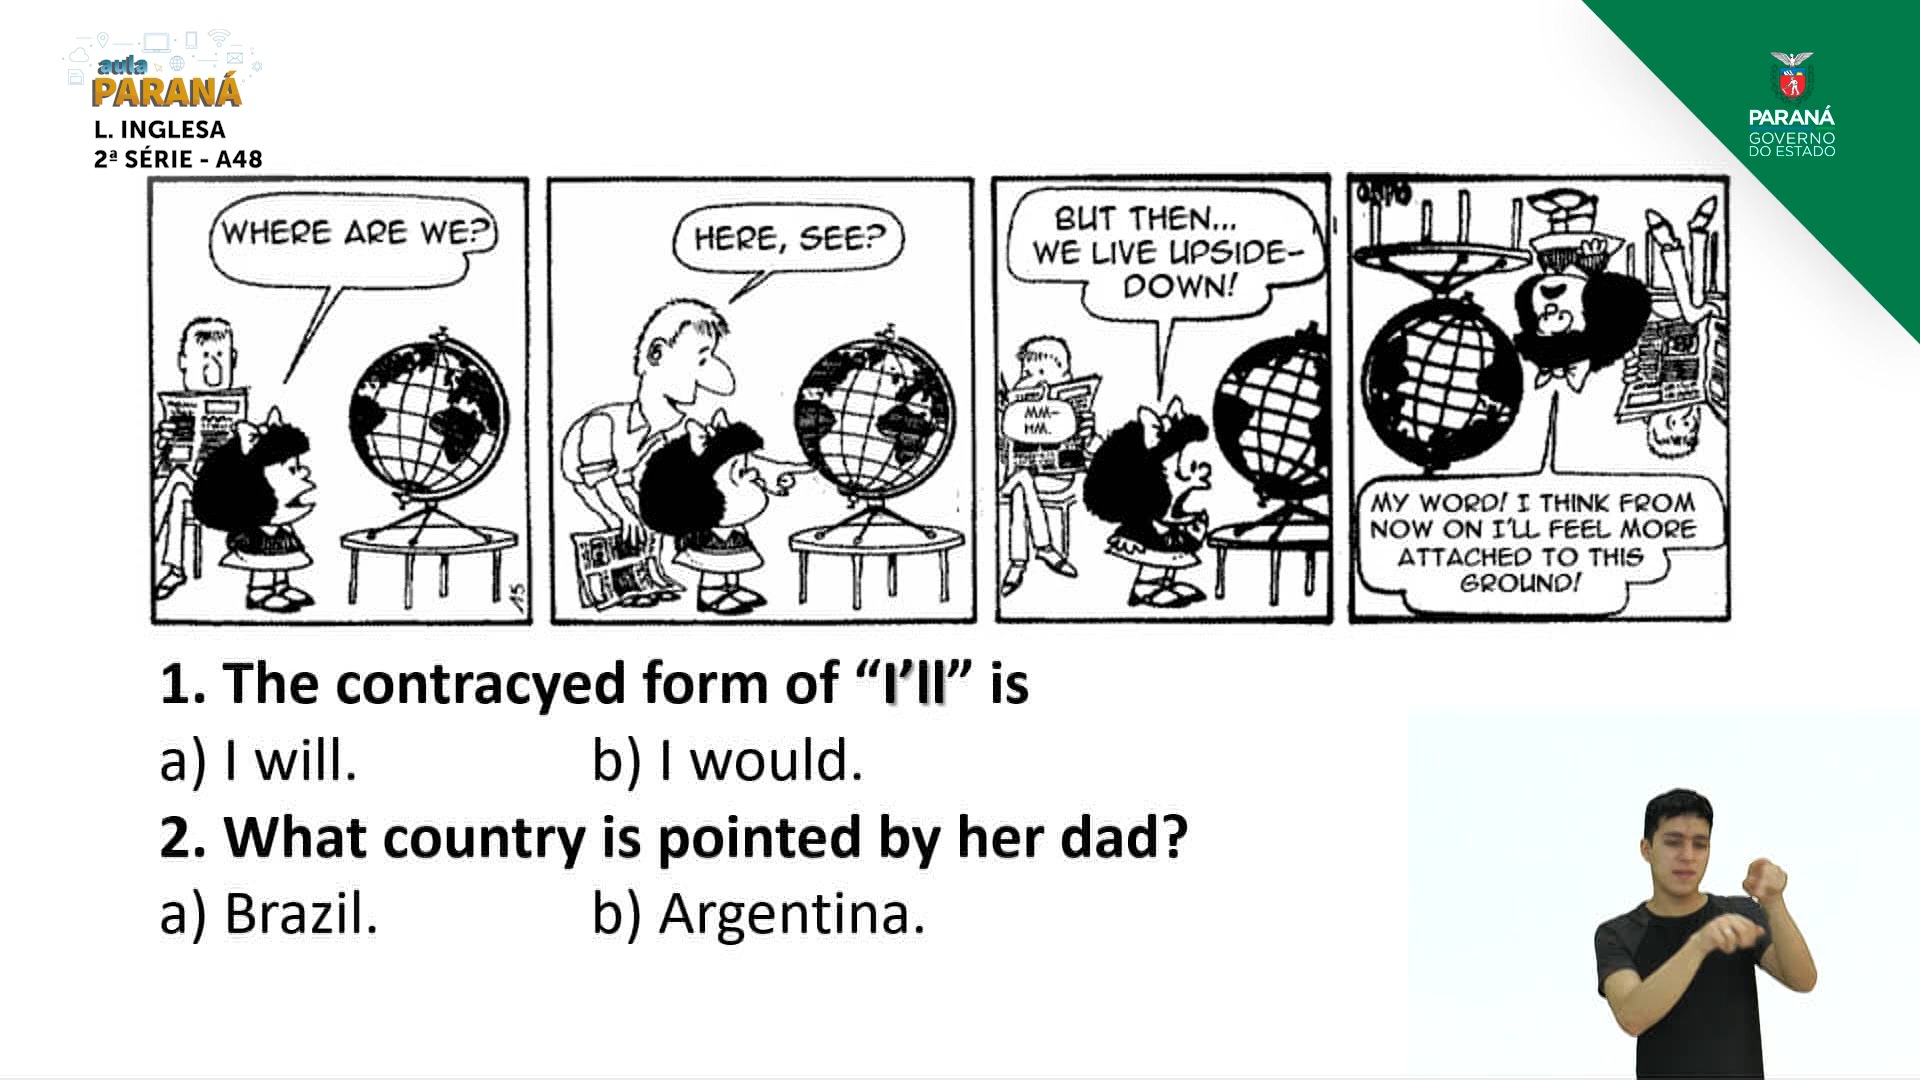 aula
PARANÁ
L. INGLESA
2ª SÉRIE - A48
PARANÁ
GOVERNO
DO ESTADO
WHERE ARE WE?
HERE, SEE?
BUT THEN...
WE LIVE UPSIDE-
DOWN!
MM-
HM.
MY WORD! I THINK FROM
NOW ON I'LL FEEL MORE
ATTACHED TO THIS
GROUND!
1. The contracyed form of “I’ll” is
a) I will. b) I would.
2. What country is pointed by her dad?
a) Brazil. b) Argentina.